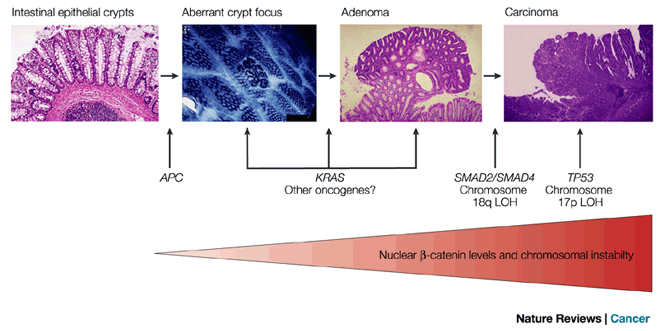 Intestinal epithelial crypts
Aberrant crypt focus
Adenoma
Carcinoma
APC
KRAS
Other oncogenes?
SMAD2/SMAD4
Chromosome
18q LOH
TP53
Chromosome
17p LOH
Nuclear β-catenin levels and chromosomal instabilty
Nature Reviews | Cancer